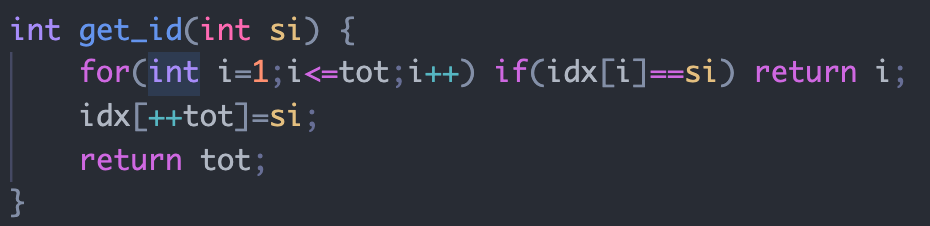 int get_id(int si) {
    for(int i=1;i<=tot;i++) if(idx[i]==si) return i;
    idx[++tot]=si;
    return tot;
}